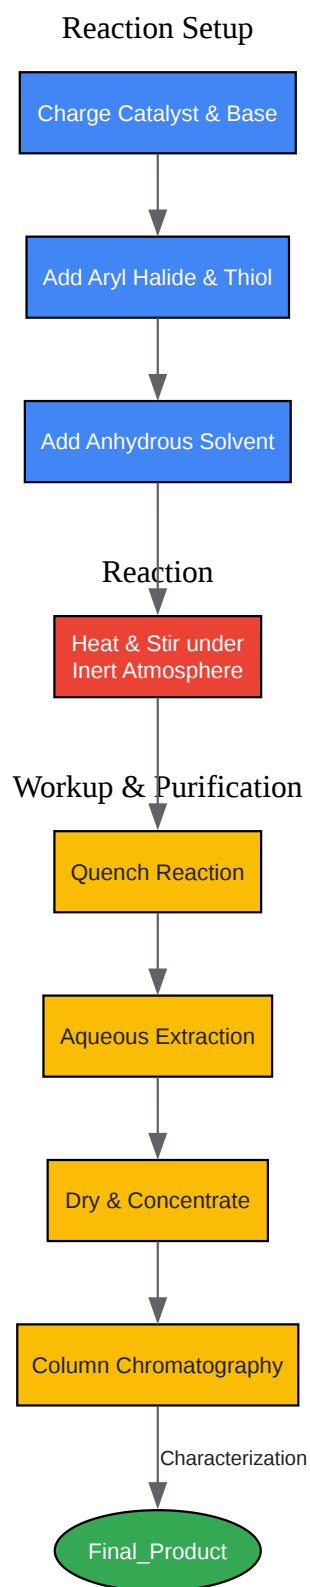 Reaction Setup
Charge Catalyst & Base
Add Aryl Halide & Thiol
Add Anhydrous Solvent
Reaction
Heat & Stir under
Inert Atmosphere
Workup & Purification
Quench Reaction
Aqueous Extraction
Dry & Concentrate
Column Chromatography
Characterization
Final_Product